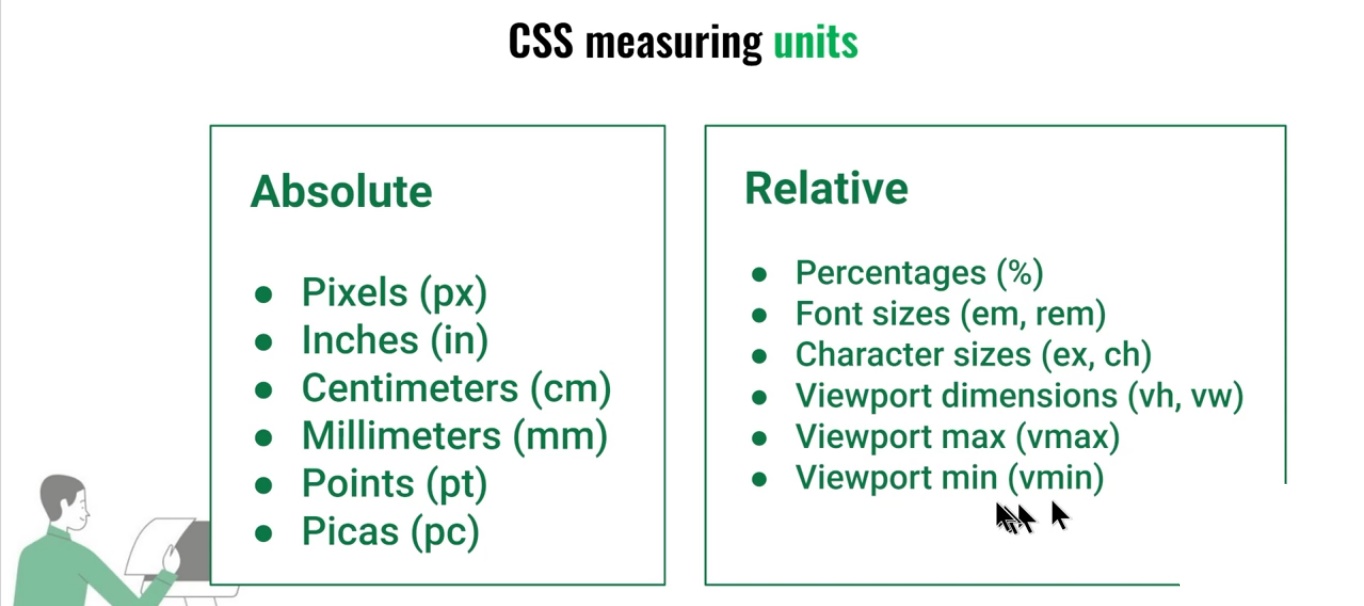 CSS measuring units
Absolute
● Pixels (px)
● Inches (in)
● Centimeters (cm)
● Millimeters (mm)
● Points (pt)
● Picas (pc)
Relative
● Percentages (%)
● Font sizes (em, rem)
● Character sizes (ex, ch)
● Viewport dimensions (vh, vw)
● Viewport max (vmax)
● Viewport min (vmin)